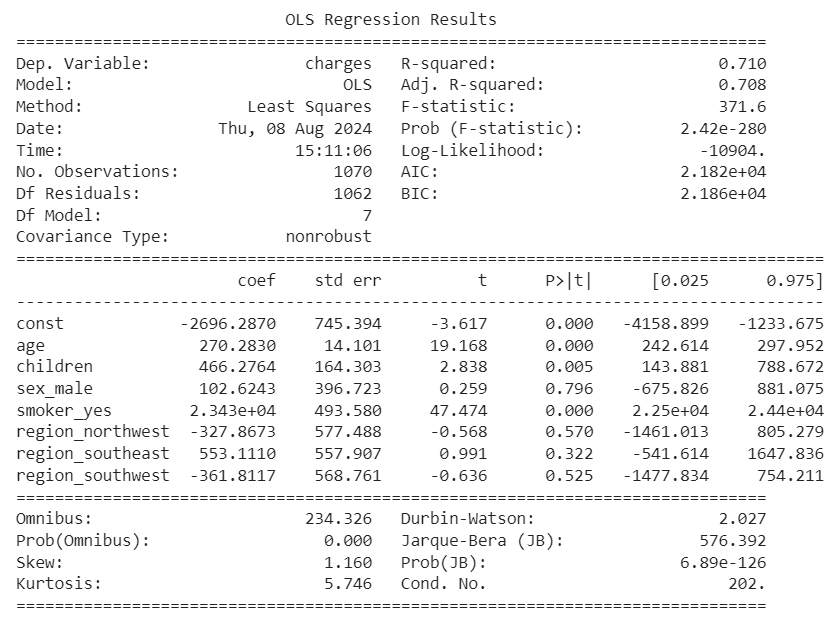 OLS Regression Results
==============================================================================
Dep. Variable:                charges   R-squared:                       0.710
Model:                            OLS   Adj. R-squared:                  0.708
Method:                 Least Squares   F-statistic:                     371.6
Date:                Thu, 08 Aug 2024   Prob (F-statistic):          2.42e-280
Time:                        15:11:06   Log-Likelihood:                -10904.
No. Observations:                1070   AIC:                         2.182e+04
Df Residuals:                    1062   BIC:                         2.186e+04
Df Model:                           7
Covariance Type:            nonrobust
====================================================================================
                       coef    std err          t      P>|t|      [0.025      0.975]
------------------------------------------------------------------------------------
const            -2696.2870    745.394     -3.617      0.000   -4158.899   -1233.675
age                270.2830     14.101     19.168      0.000     242.614     297.952
children           466.2764    164.303      2.838      0.005     143.881     788.672
sex_male           102.6243    396.723      0.259      0.796    -675.826     881.075
smoker_yes        2.343e+04    493.580     47.474      0.000    2.25e+04    2.44e+04
region_northwest  -327.8673    577.488     -0.568      0.570   -1461.013     805.279
region_southeast   553.1110    557.907      0.991      0.322    -541.614    1647.836
region_southwest  -361.8117    568.761     -0.636      0.525   -1477.834     754.211
==============================================================================
Omnibus:                      234.326   Durbin-Watson:                   2.027
Prob(Omnibus):                  0.000   Jarque-Bera (JB):              576.392
Skew:                           1.160   Prob(JB):                    6.89e-126
Kurtosis:                       5.746   Cond. No.                         202.
==============================================================================